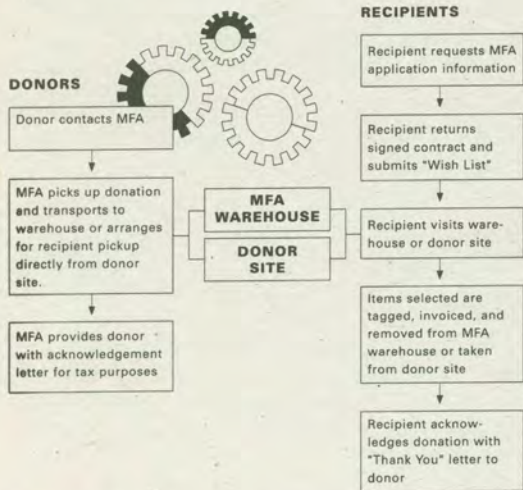 DONORS
Donor contacts MFA
MFA picks up donation
and transports to
warehouse or arranges
for recipient pickup
directly from donor
site.
MFA provides donor
with acknowledgement
letter for tax purposes
MFA
WAREHOUSE
DONOR
SITE
RECIPIENTS
Recipient requests MFA
application information
Recipient returns
signed contract and
submits "Wish List"
Recipient visits ware-
house or donor site
Items selected are
tagged, invoiced, and
removed from MFA
warehouse or taken
from donor site
Recipient acknow-
ledges donation with
"Thank You" letter to
donor